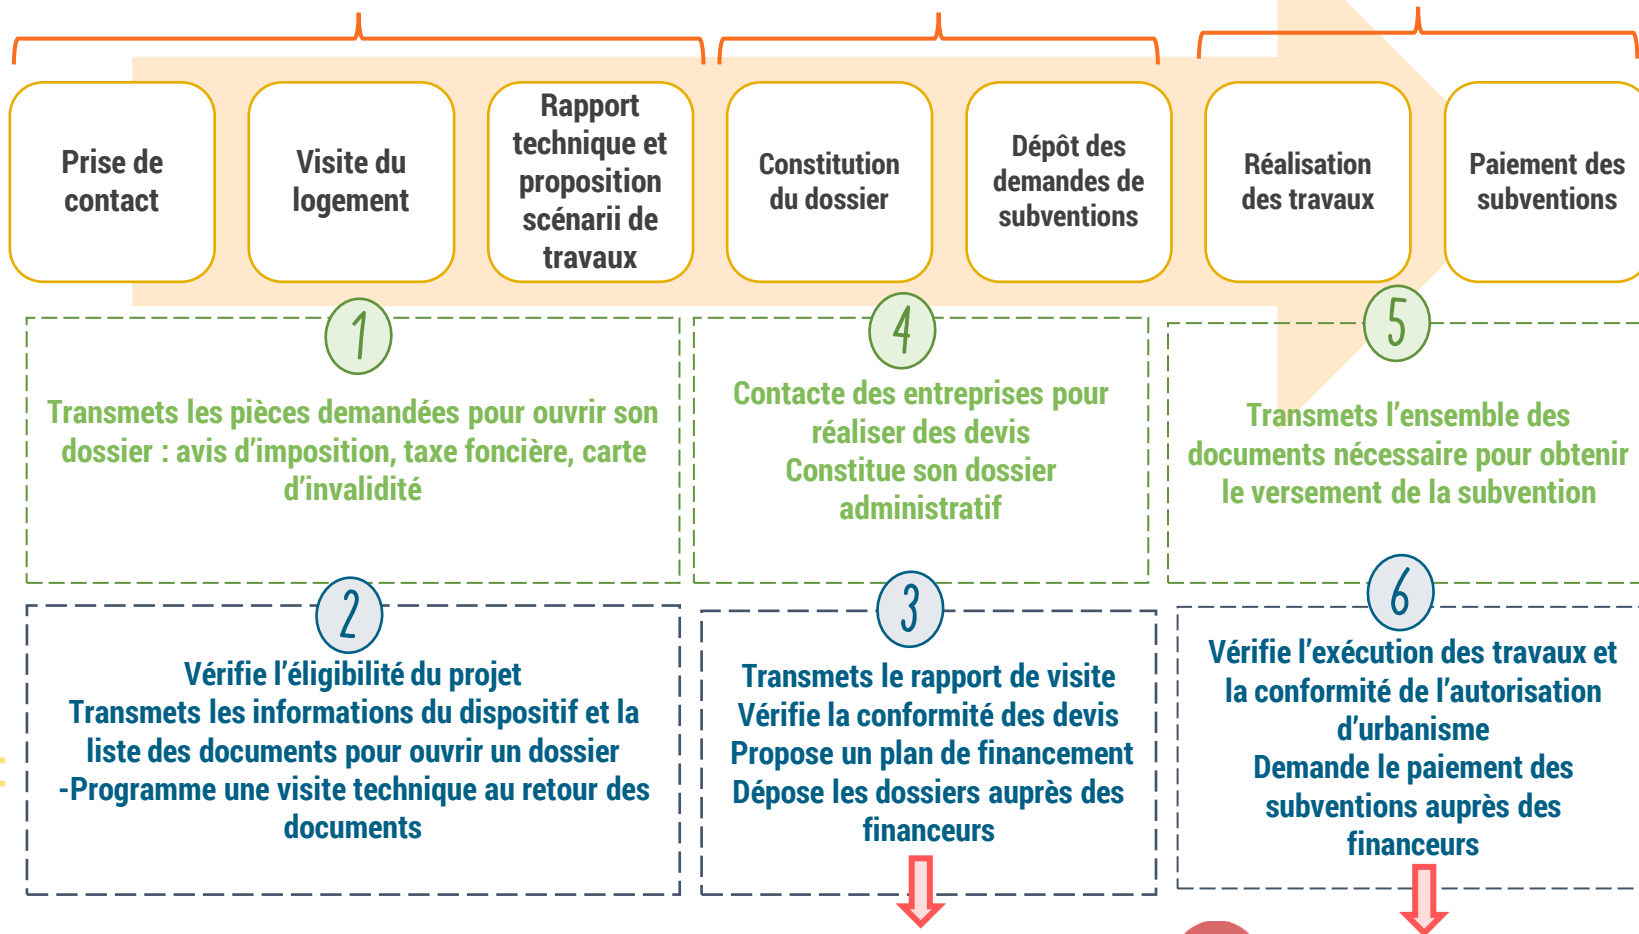 Prise de
contact
Visite du
logement
Rapport
technique et
proposition
scénarii de
travaux
Constitution
du dossier
Dépôt des
demandes de
subventions
Réalisation
des travaux
Paiement des
subventions
1
Transmets les pièces demandées pour ouvrir son
dossier : avis d’imposition, taxe foncière, carte
d’invalidité
4
Contacte des entreprises pour
réaliser des devis
Constitue son dossier
administratif
5
Transmets l’ensemble des
documents nécessaire pour obtenir
le versement de la subvention
2
Vérifie l’éligibilité du projet
Transmets les informations du dispositif et la
liste des documents pour ouvrir un dossier
-Programme une visite technique au retour des
documents
3
Transmets le rapport de visite
Vérifie la conformité des devis
Propose un plan de financement
Dépose les dossiers auprès des
financeurs
6
Vérifie l’exécution des travaux et
la conformité de l’autorisation
d’urbanisme
Demande le paiement des
subventions auprès des
financeurs